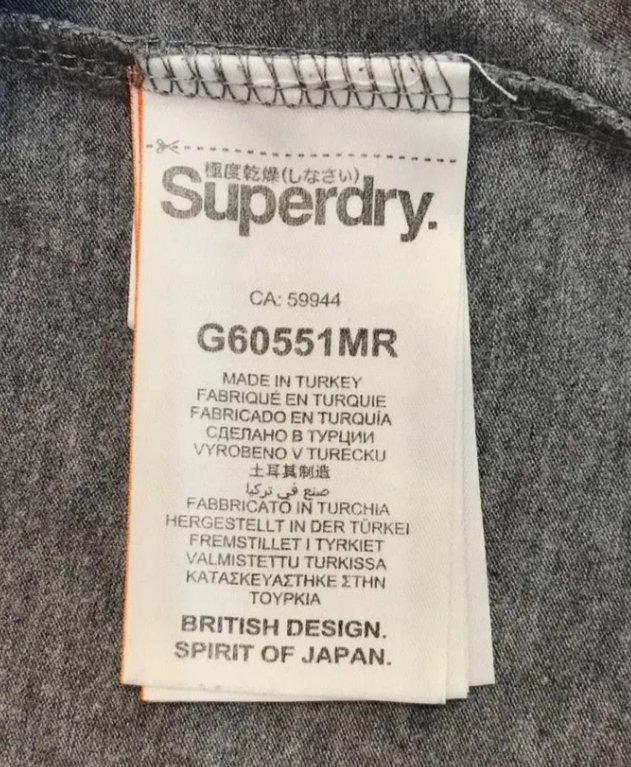 極度乾燥(しなさい)
Superdry.
CA: 59944
G60551MR
MADE IN TURKEY
FABRIQUÉ EN TURQUIE
FABRICADO EN TURQUÍA
СДЕЛАНО В ТУРЦИИ
VYROBENO V TURECKU
土耳其制造
صنع في تركيا
FABBRICATO IN TURCHIA
HERGESTELLT IN DER TÜRKEI
FREMSTILLET I TYRKIET
VALMISTETTU TURKISSA
ΚΑΤΑΣΚΕΥΑΣΤΗΚΕ ΣΤΗΝ
ΤΟΥΡΚΙΑ
BRITISH DESIGN.
SPIRIT OF JAPAN.